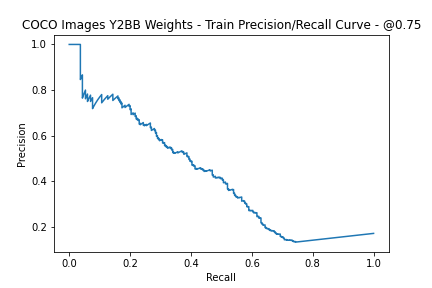 COCO Images Y2BB Weights - Train Precision/Recall Curve - @0.75
1.0
0.8
0.6
0.4
0.2
Precision
0.0 0.2 0.4 0.6 0.8 1.0
Recall